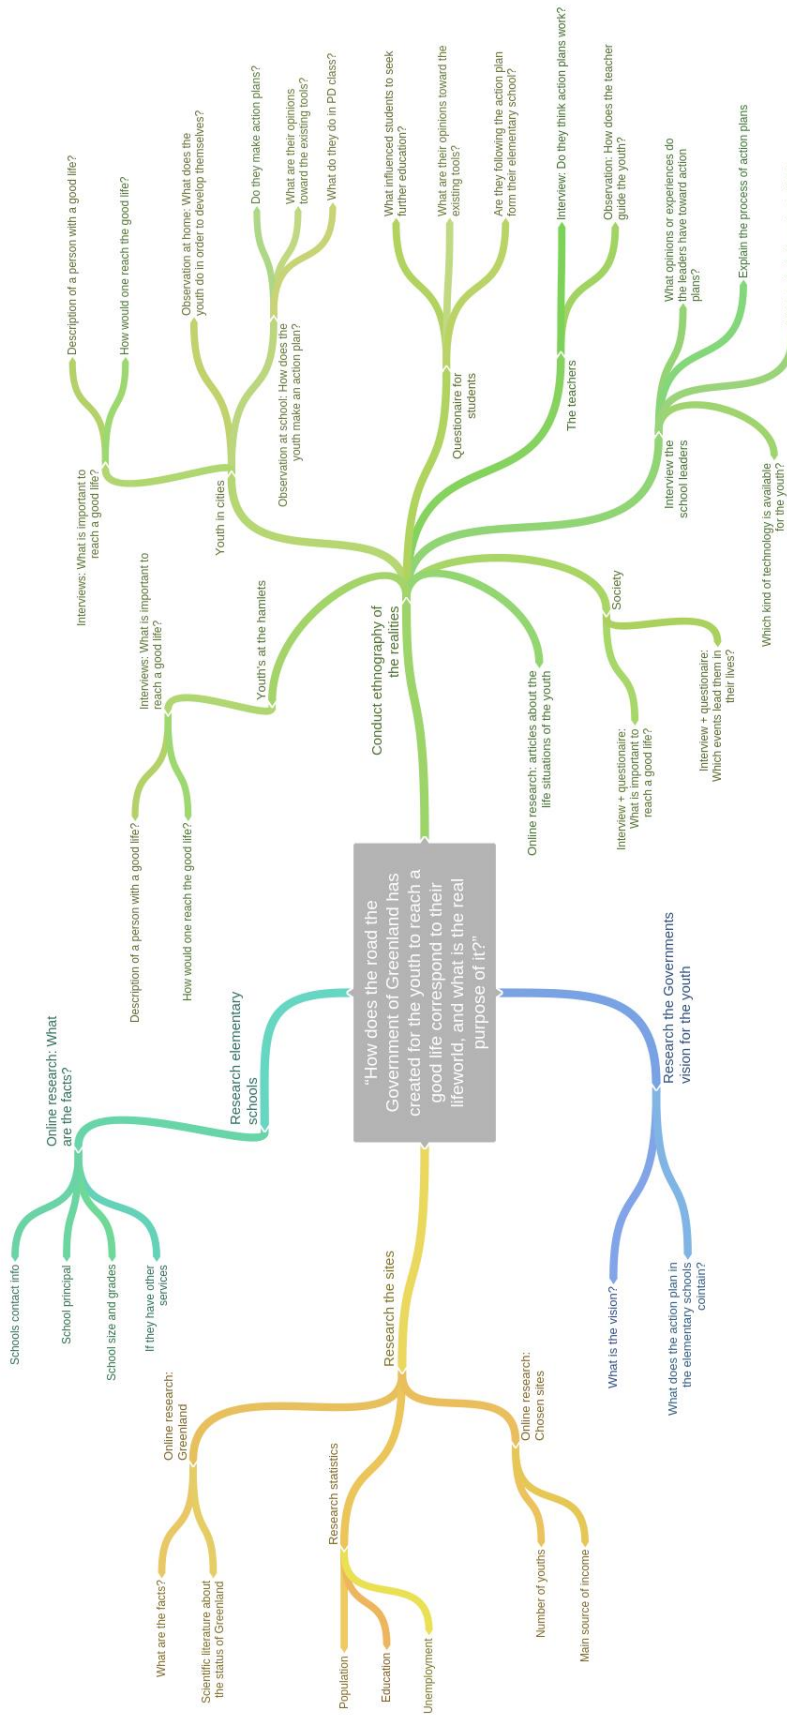 "How does the road the
Government of Greenland has
created for the youth to reach a
good life correspond to their
lifeworld, and what is the real
purpose of it?"
Research elementary
schools
Online research: What
are the facts?
Schools contact info
School principal
School size and grades
If they have other
services
Research the sites
Online research:
Greenland
What are the facts?
Scientific literature about
the status of Greenland
Research statistics
Population
Education
Unemployment
Online research:
Chosen sites
Number of youths
Main source of income
Research the Governments
vision for the youth
What is the vision?
What does the action plan in
the elementary schools
cointain?
Conduct ethnography of
the realities
Youth's at the hamlets
Interviews: What is important to
reach a good life?
Description of a person with a good life?
How would one reach the good life?
Youth in cities
Interviews: What is important to
reach a good life?
Description of a person with a good life?
How would one reach the good life?
Observation at home: What does the
youth do in order to develop themselves?
Observation at school: How does the
youth make an action plan?
Do they make action plans?
What are their opinions
toward the existing tools?
What do they do in PD class?
Questionaire for
students
What influenced students to seek
further education?
What are their opinions toward the
existing tools?
Are they following the action plan
form their elementary school?
The teachers
Interview: Do they think action plans work?
Observation: How does the teacher
guide the youth?
Interview the
school leaders
What opinions or experiences do
the leaders have toward action
plans?
Explain the process of action plans
Which kind of technology is available
for the youth?
Society
Interview + questionaire:
What is important to
reach a good life?
Interview + questionaire:
Which events lead them in
their lives?
Online research: articles about the
life situations of the youth